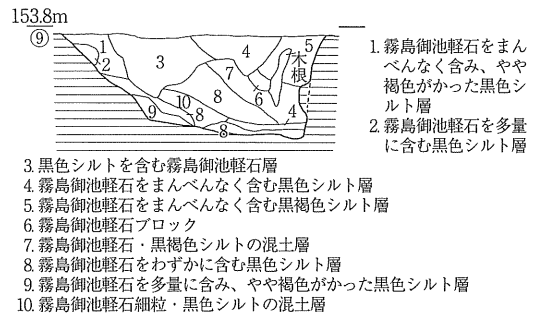 153.8m
⑨
1
2
3
4
5
木根
7
8
6
10
8
9
4
8
1. 霧島御池軽石をまん
べんなく含み、やや
褐色がかった黒色シ
ルト層
2. 霧島御池軽石を多量
に含む黒色シルト層
3. 黒色シルトを含む霧島御池軽石層
4. 霧島御池軽石をまんべんなく含む黒色シルト層
5. 霧島御池軽石をまんべんなく含む黒褐色シルト層
6. 霧島御池軽石ブロック
7. 霧島御池軽石・黒褐色シルトの混土層
8. 霧島御池軽石をわずかに含む黒色シルト層
9. 霧島御池軽石を多量に含み、やや褐色がかった黒色シルト層
10. 霧島御池軽石細粒・黒色シルトの混土層